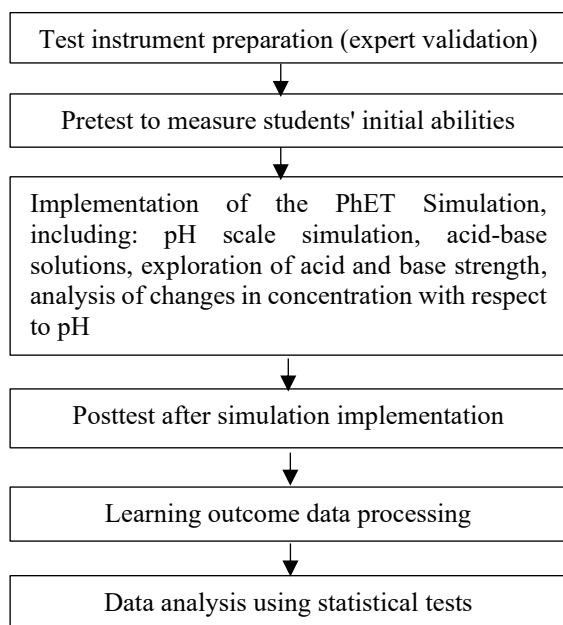 Test instrument preparation (expert validation)
Pretest to measure students' initial abilities
Implementation of the PhET Simulation,
including: pH scale simulation, acid-base
solutions, exploration of acid and base strength,
analysis of changes in concentration with respect
to pH
Posttest after simulation implementation
Learning outcome data processing
Data analysis using statistical tests